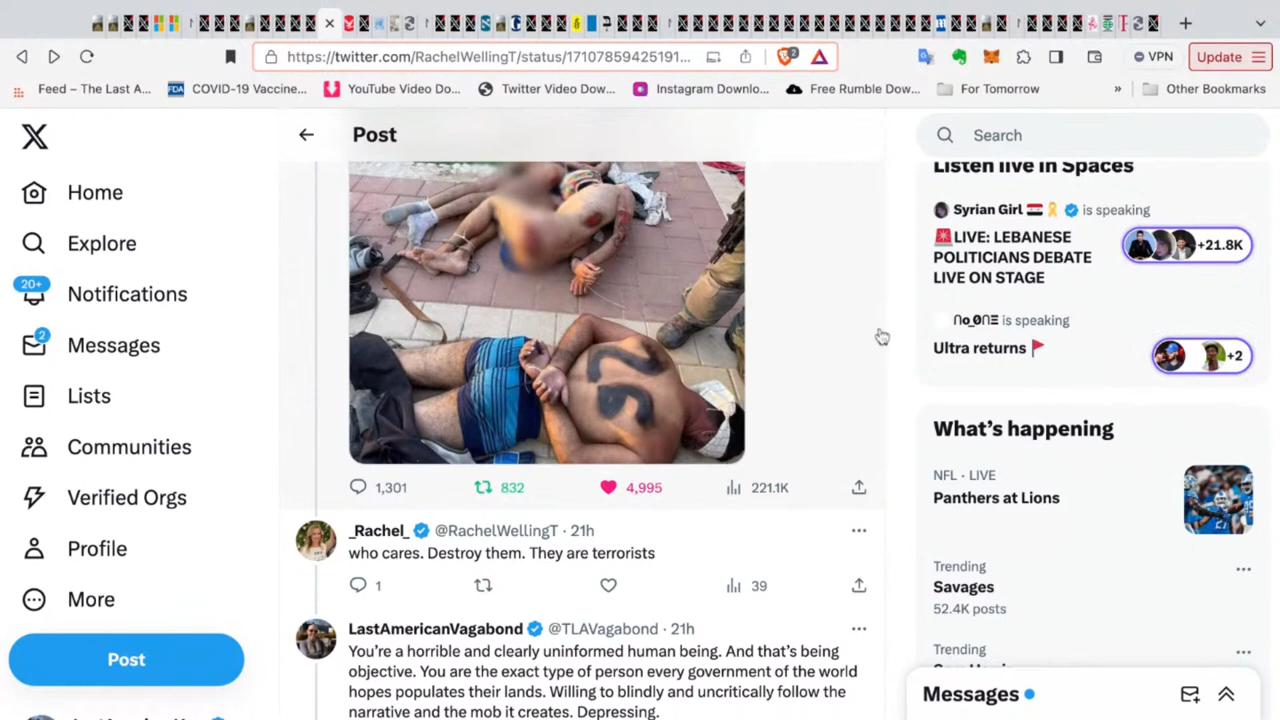 https://twitter.com/RachelWellingT/status/17107859425191...
2
VPN
Update
Feed – The Last A...
FDA
COVID-19 Vaccine...
YouTube Video Do...
Twitter Video Dow...
Instagram Downlo...
Free Rumble Dow...
For Tomorrow
»
Other Bookmarks
X
Home
Explore
20+
Notifications
2
Messages
Lists
Communities
Verified Orgs
Profile
More
Post
← Post
26
1,301
832
4,995
221.1K
_Rachel_ @RachelWellingT · 21h
who cares. Destroy them. They are terrorists
1
39
LastAmericanVagabond @TLAVagabond · 21h
You're a horrible and clearly uninformed human being. And that's being
objective. You are the exact type of person every government of the world
hopes populates their lands. Willing to blindly and uncritically follow the
narrative and the mob it creates. Depressing.
Search
Listen live in Spaces
Syrian Girl is speaking
LIVE: LEBANESE
POLITICIANS DEBATE
LIVE ON STAGE
+21.8K
is speaking
Ultra returns
+2
What's happening
NFL · LIVE
Panthers at Lions
Trending
Savages
52.4K posts
Trending
Messages